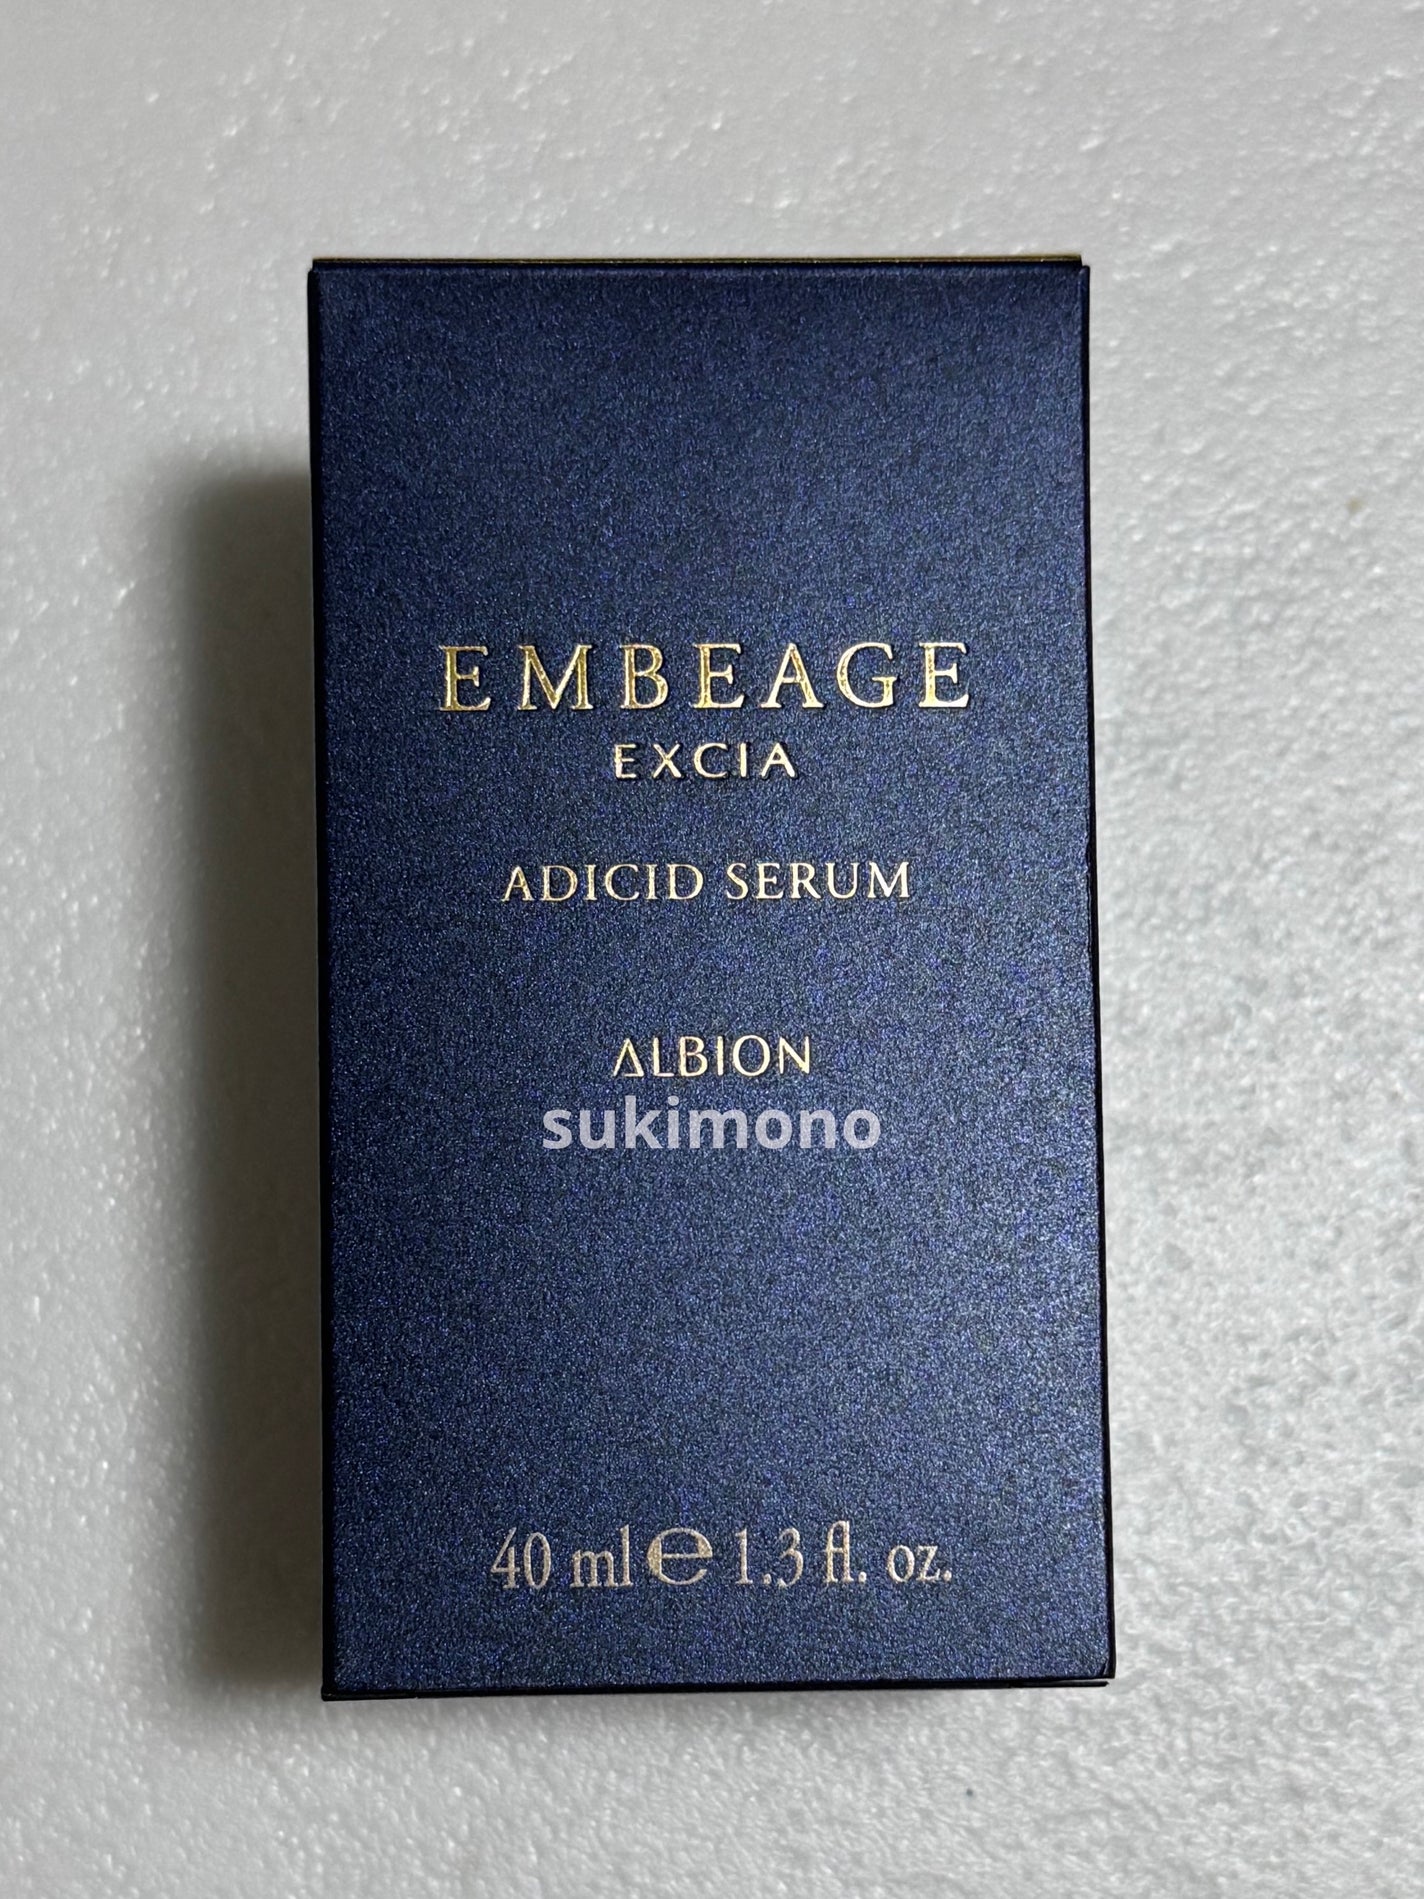 EMBEAGE
EXCIA
ADICID SERUM
ALBION
sukimono
40 ml ℮ 1.3 fl. oz.